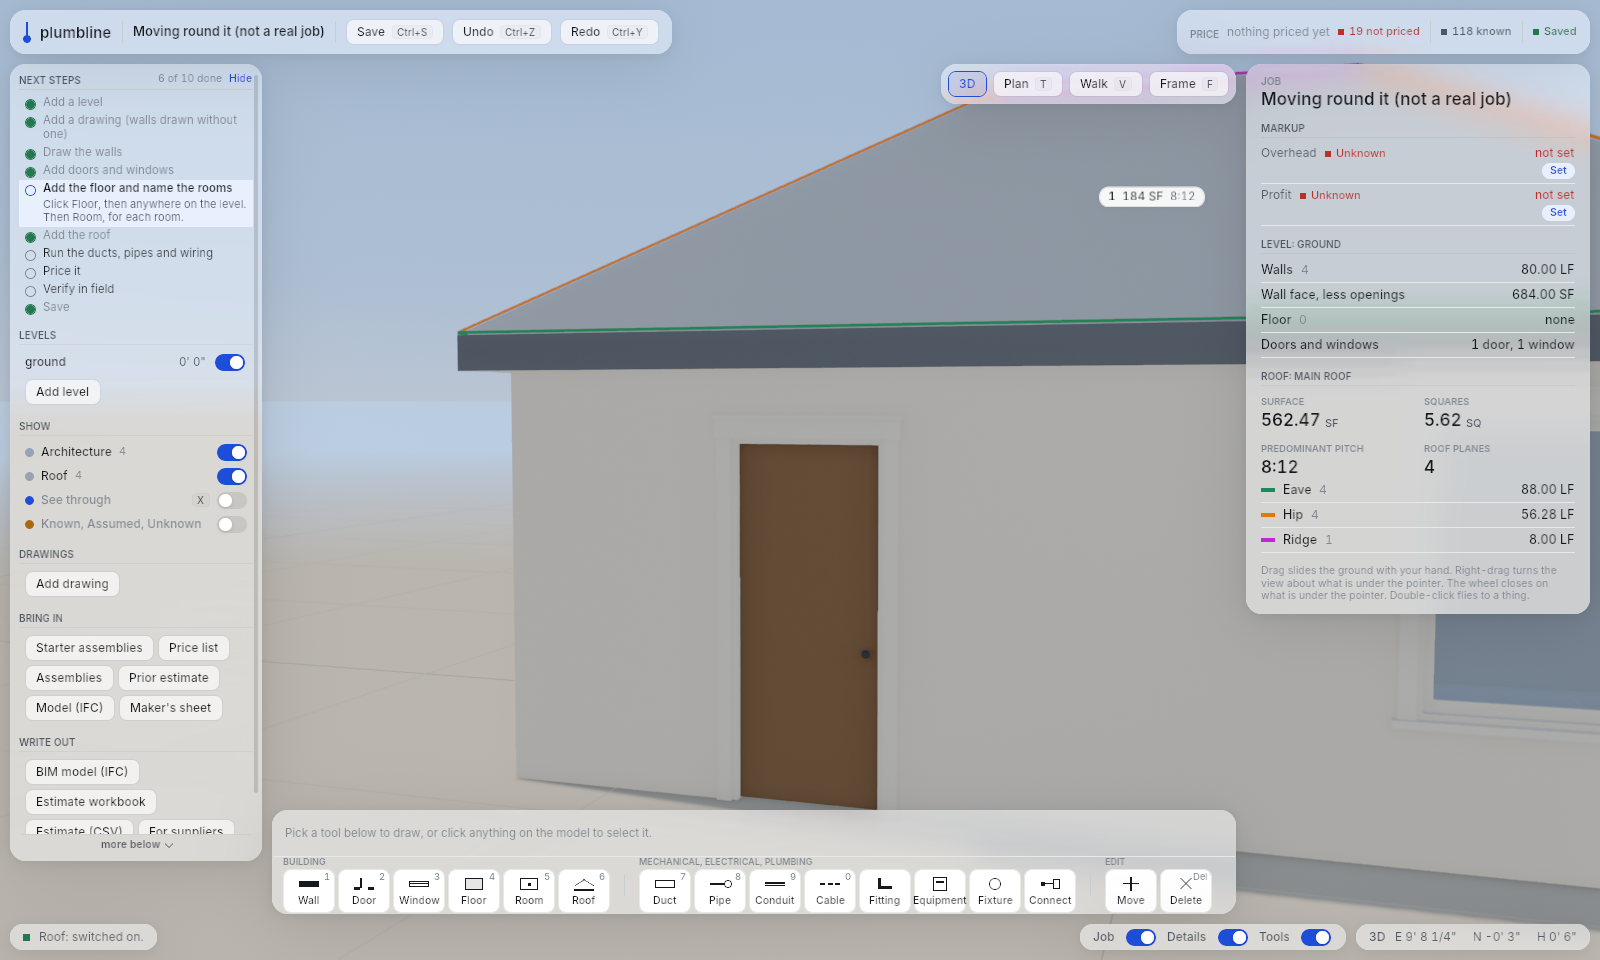 plumbline
Moving round it (not a real job)
Save Ctrl+S
Undo Ctrl+Z
Redo Ctrl+Y
PRICE nothing priced yet 19 not priced 118 known Saved
NEXT STEPS 6 of 10 done Hide
Add a level
Add a drawing (walls drawn without
one)
Draw the walls
Add doors and windows
Add the floor and name the rooms
Click Floor, then anywhere on the level.
Then Room, for each room.
Add the roof
Run the ducts, pipes and wiring
Price it
Verify in field
Save
LEVELS
ground 0' 0"
Add level
SHOW
Architecture 4
Roof 4
See through X
Known, Assumed, Unknown
DRAWINGS
Add drawing
BRING IN
Starter assemblies Price list
Assemblies Prior estimate
Model (IFC) Maker's sheet
WRITE OUT
BIM model (IFC)
Estimate workbook
Estimate (CSV) For suppliers
more below
3D Plan T Walk V Frame F
1 184 SF 8:12
JOB
Moving round it (not a real job)
MARKUP
Overhead Unknown not set
Set
Profit Unknown not set
Set
LEVEL: GROUND
Walls 4 80.00 LF
Wall face, less openings 684.00 SF
Floor 0 none
Doors and windows 1 door, 1 window
ROOF: MAIN ROOF
SURFACE SQUARES
562.47 SF 5.62 SQ
PREDOMINANT PITCH ROOF PLANES
8:12 4
Eave 4 88.00 LF
Hip 4 56.28 LF
Ridge 1 8.00 LF
Drag slides the ground with your hand. Right-drag turns the
view about what is under the pointer. The wheel closes on
what is under the pointer. Double-click flies to a thing.
Pick a tool below to draw, or click anything on the model to select it.
BUILDING MECHANICAL, ELECTRICAL, PLUMBING EDIT
1 2 3 4 5 6 7 8 9 0 Del
Wall Door Window Floor Room Roof Duct Pipe Conduit Cable Fitting Equipment Fixture Connect Move Delete
Roof: switched on.
Job Details Tools
3D E 9' 8 1/4" N -0' 3" H 0' 6"